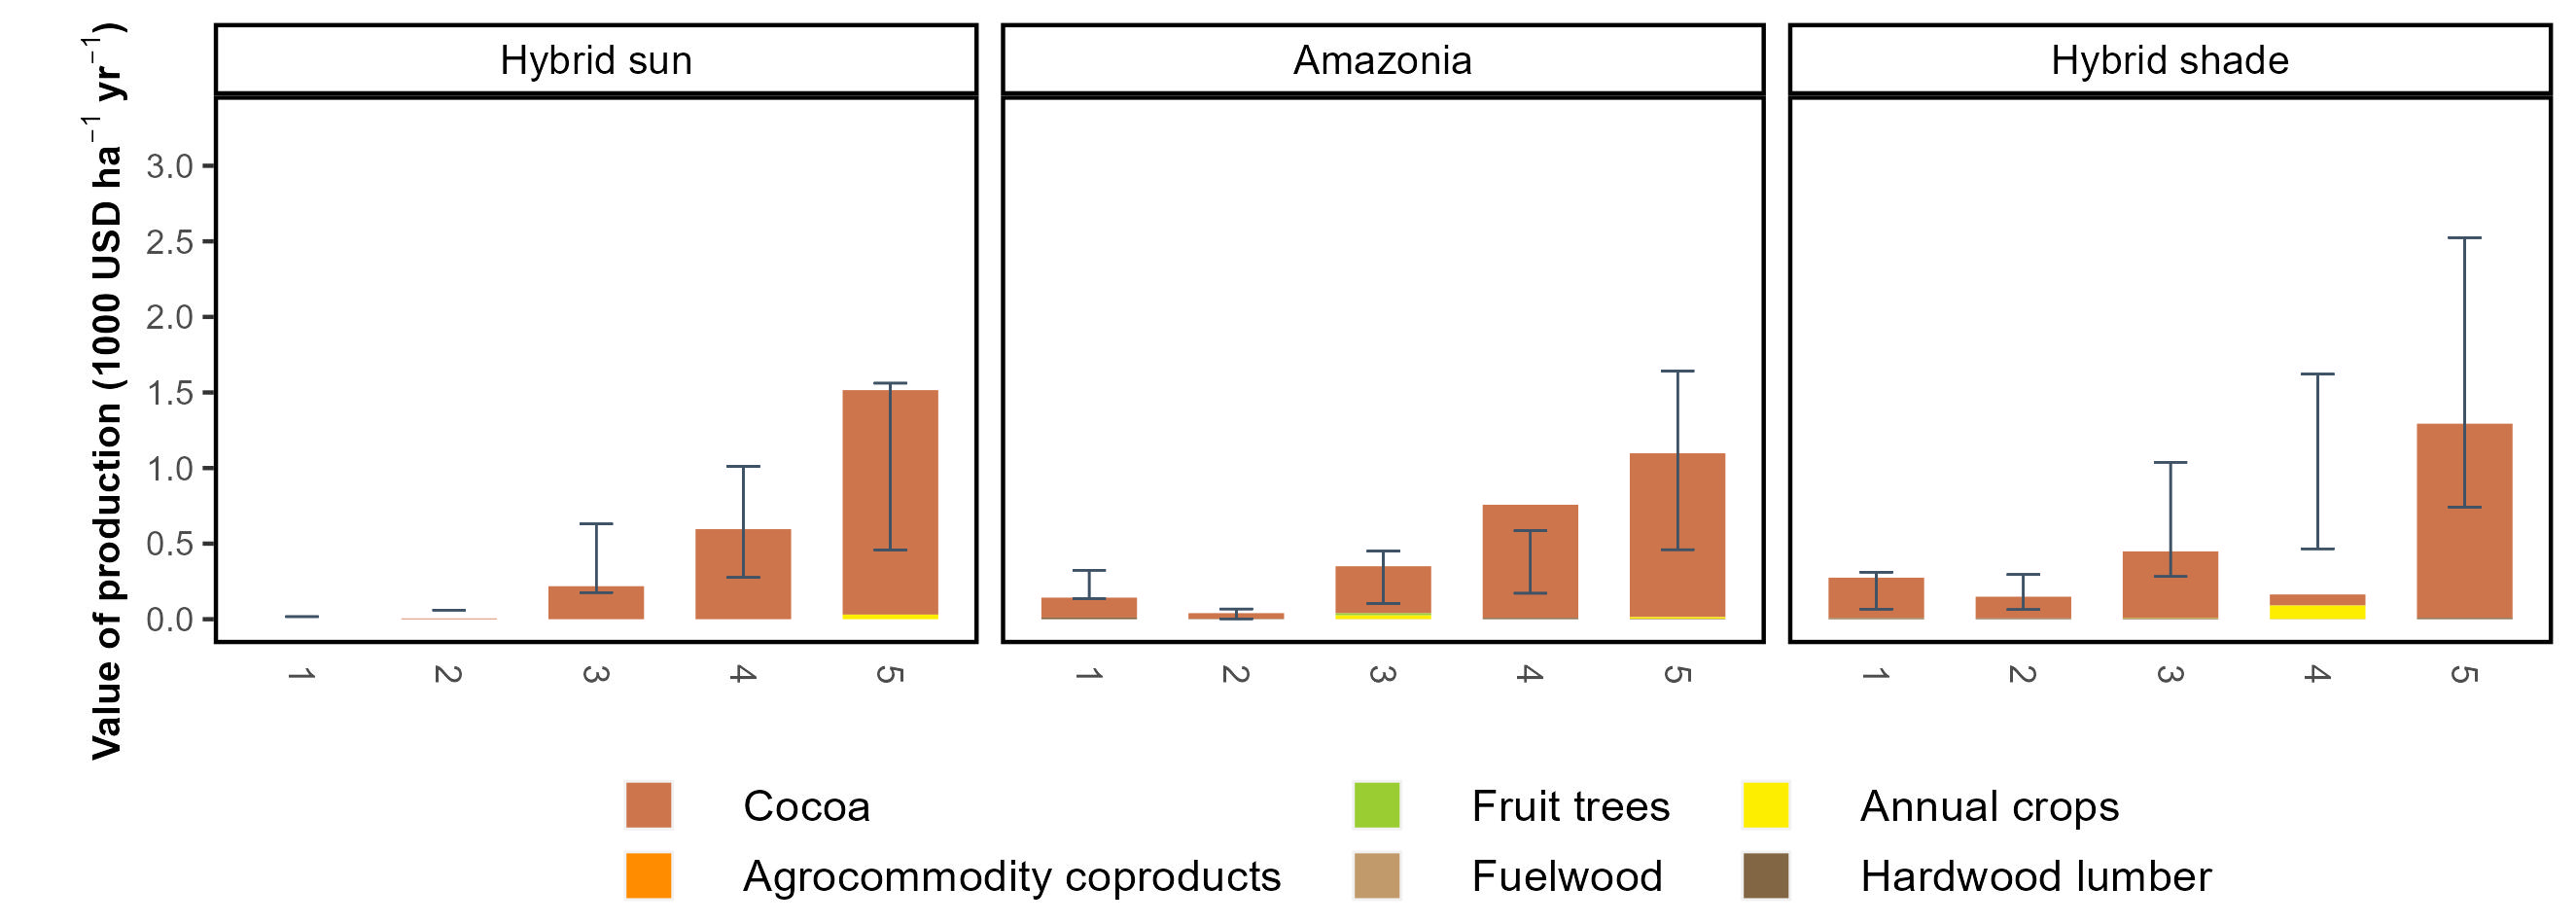 Hybrid sun Amazonia Hybrid shade
Value of production (1000 USD ha⁻¹ yr⁻¹)
3.0
2.5
2.0
1.5
1.0
0.5
0.0
1 2 3 4 5 1 2 3 4 5 1 2 3 4 5
Cocoa Fruit trees Annual crops
Agrocommodity coproducts Fuelwood Hardwood lumber